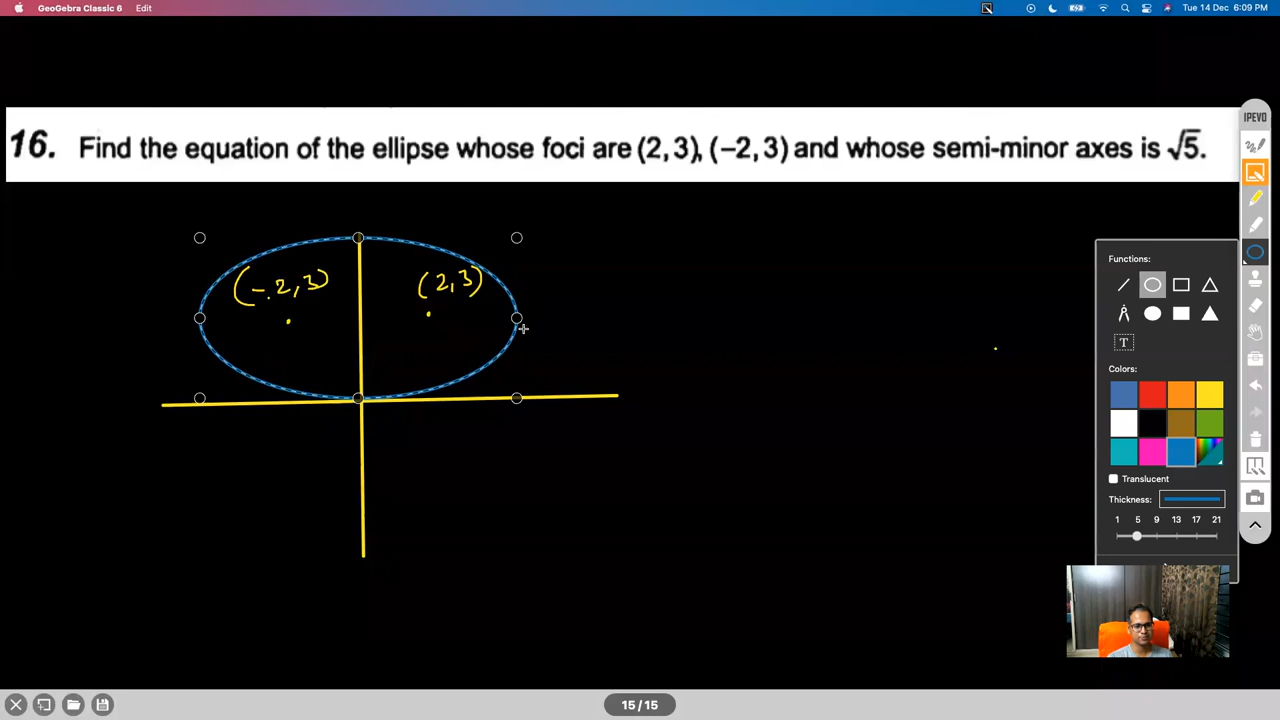 GeoGebra Classic 6 Edit
Tue 14 Dec 6:09 PM
IPEVO
16. Find the equation of the ellipse whose foci are (2, 3), (−2, 3) and whose semi-minor axes is √5.
(-2,3) (2,3)
Functions:
T
Colors:
Translucent
Thickness:
1 5 9 13 17 21
15 / 15